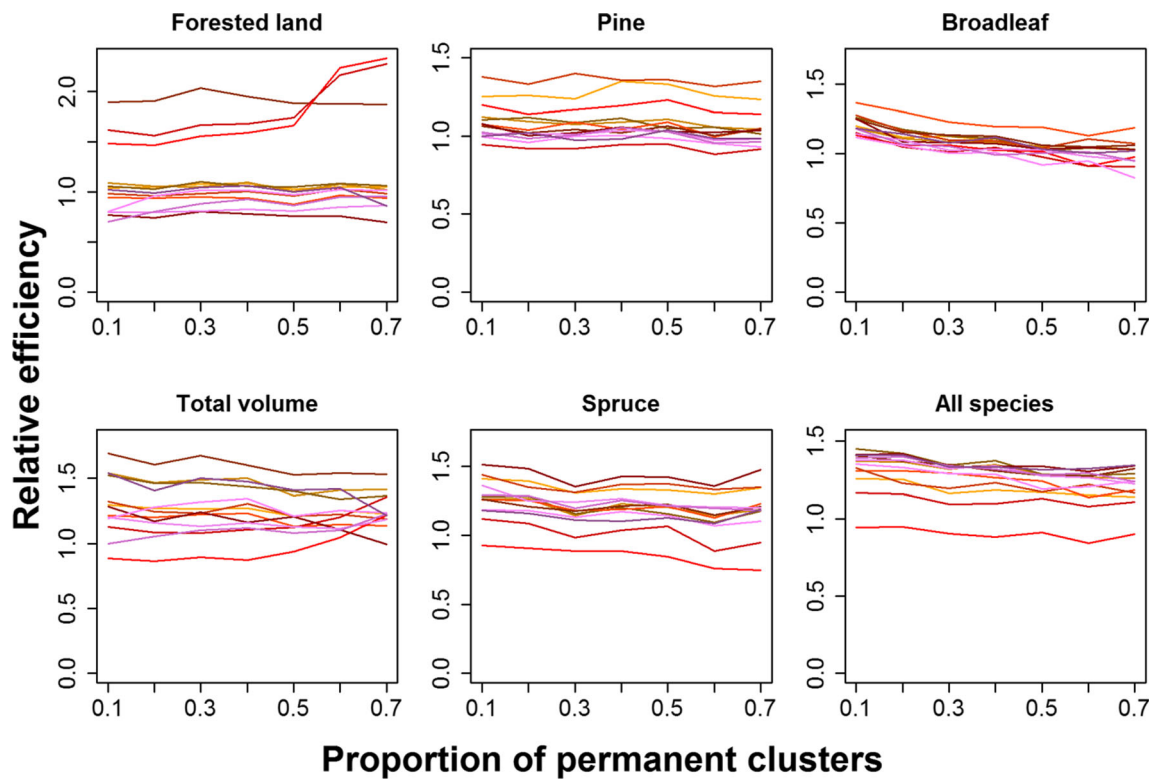 Forested land
Pine
Broadleaf
0.0 1.0 2.0
0.1 0.3 0.5 0.7
0.0 0.5 1.0 1.5
0.1 0.3 0.5 0.7
0.0 0.5 1.0 1.5
0.1 0.3 0.5 0.7
Relative efficiency
Total volume
Spruce
All species
0.0 0.5 1.0 1.5
0.1 0.3 0.5 0.7
0.0 0.5 1.0 1.5
0.1 0.3 0.5 0.7
0.0 0.5 1.0 1.5
0.1 0.3 0.5 0.7
Proportion of permanent clusters